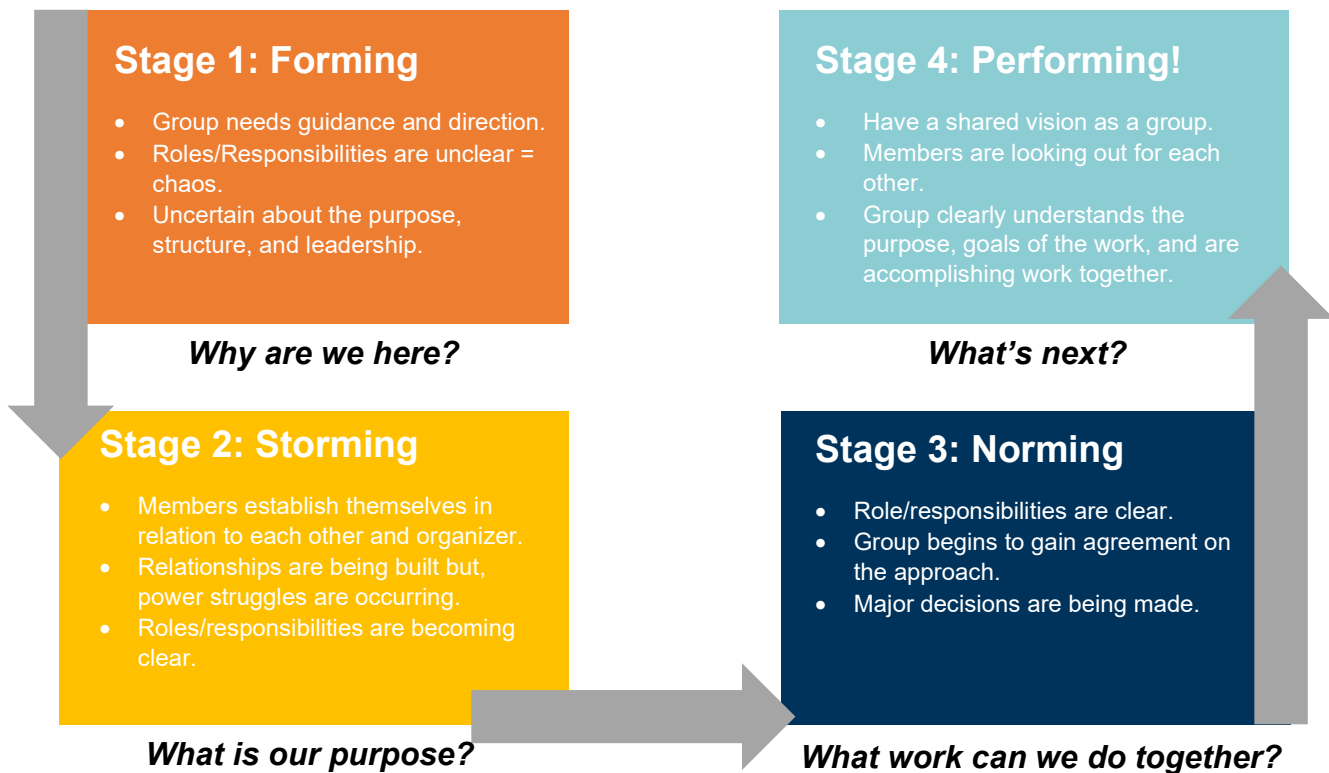 Stage 1: Forming
• Group needs guidance and direction.
• Roles/Responsibilities are unclear =
chaos.
• Uncertain about the purpose,
structure, and leadership.
Why are we here?
Stage 2: Storming
• Members establish themselves in
relation to each other and organizer.
• Relationships are being built but,
power struggles are occurring.
• Roles/responsibilities are becoming
clear.
What is our purpose?
Stage 3: Norming
• Role/responsibilities are clear.
• Group begins to gain agreement on
the approach.
• Major decisions are being made.
What work can we do together?
Stage 4: Performing!
• Have a shared vision as a group.
• Members are looking out for each
other.
• Group clearly understands the
purpose, goals of the work, and are
accomplishing work together.
What’s next?